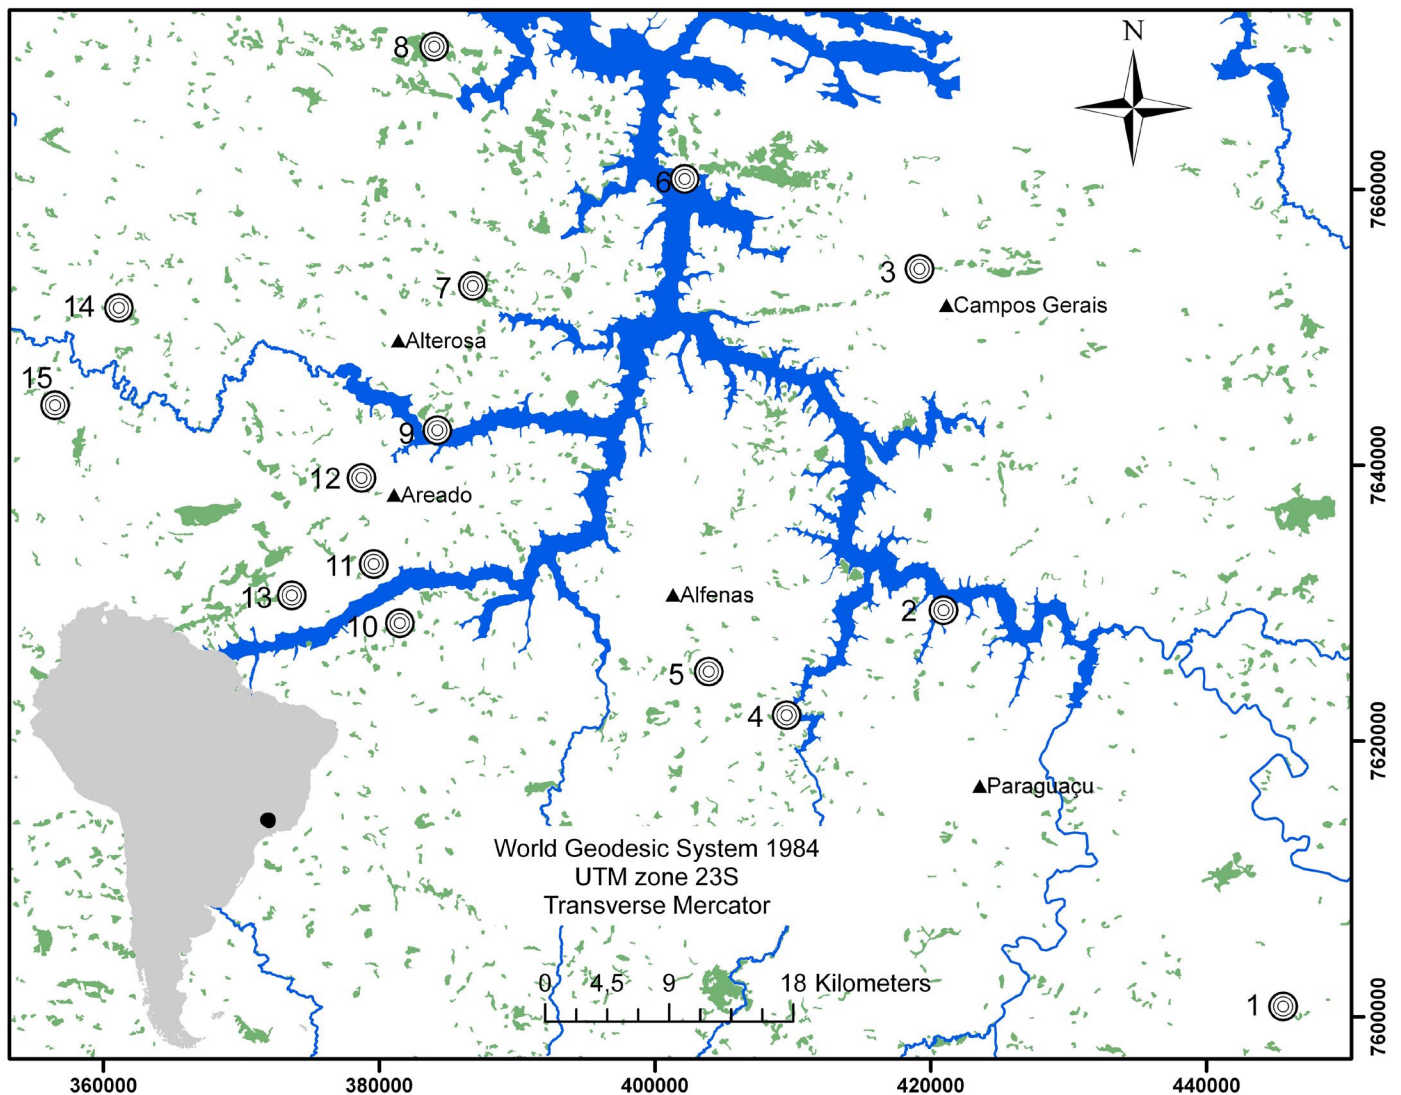 N
8
6
7660000
3
7
14
Campos Gerais
Alterosa
15
9
7640000
12
Areado
11
13
Alfenas
2
10
5
4
7620000
Paraguaçu
World Geodesic System 1984
UTM zone 23S
Transverse Mercator
0 4,5 9 18 Kilometers
1
7600000
360000 380000 400000 420000 440000